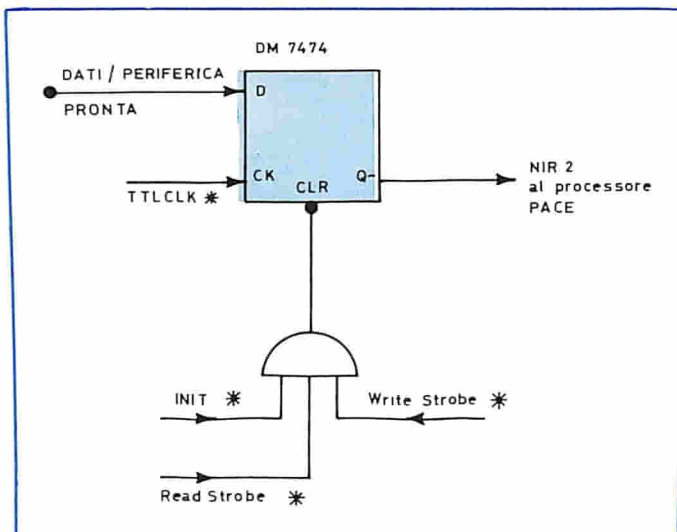 DM 7474
DATI / PERIFERICA
PRONTA
D
CK
CLR
Q-
TTLCLK *
NIR 2
al processore
PACE
INIT *
Write Strobe *
Read Strobe *